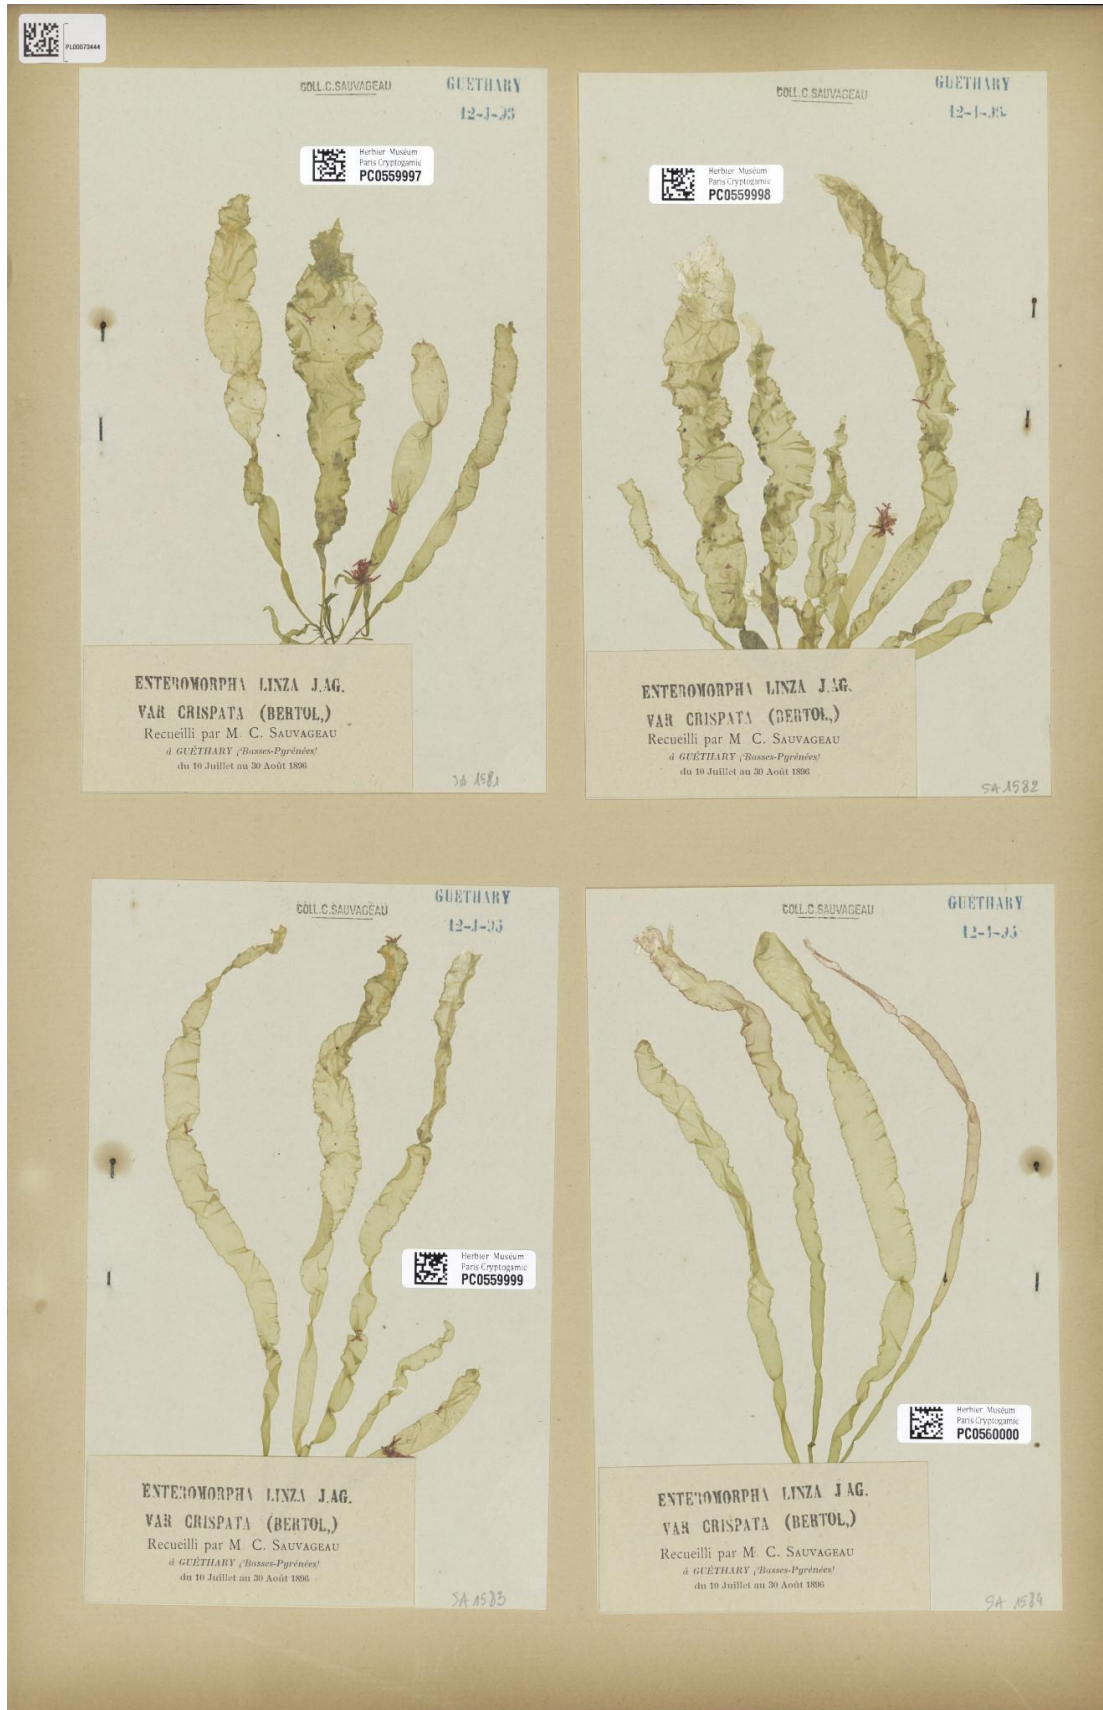 PL00073444
COLL.C.SAUVAGEAU
GUETHARY
Herbier Muséum
Paris Cryptogamie
PC0559997
ENTEROMORPHA LINZA J.AG.
VAR CRISPATA (BERTOL,)
Recueilli par M. C. SAUVAGEAU
à GUÉTHARY (Basses-Pyrénées)
du 10 Juillet au 30 Août 1896
SA 1581
COLL.C.SAUVAGEAU
GUETHARY
Herbier Muséum
Paris Cryptogamie
PC0559998
ENTEROMORPHA LINZA J.AG.
VAR CRISPATA (BERTOL,)
Recueilli par M. C. SAUVAGEAU
à GUÉTHARY (Basses-Pyrénées)
du 10 Juillet au 30 Août 1896
SA 1582
COLL.C.SAUVAGEAU
GUETHARY
Herbier Muséum
Paris Cryptogamie
PC0559999
ENTEROMORPHA LINZA J.AG.
VAR CRISPATA (BERTOL,)
Recueilli par M. C. SAUVAGEAU
à GUÉTHARY (Basses-Pyrénées)
du 10 Juillet au 30 Août 1896
SA 1583
COLL.C.SAUVAGEAU
GUETHARY
Herbier Muséum
Paris Cryptogamie
PC0560000
ENTEROMORPHA LINZA J AG.
VAR CRISPATA (BERTOL,)
Recueilli par M. C. SAUVAGEAU
à GUÉTHARY (Basses-Pyrénées)
du 10 Juillet au 30 Août 1896
SA 1584